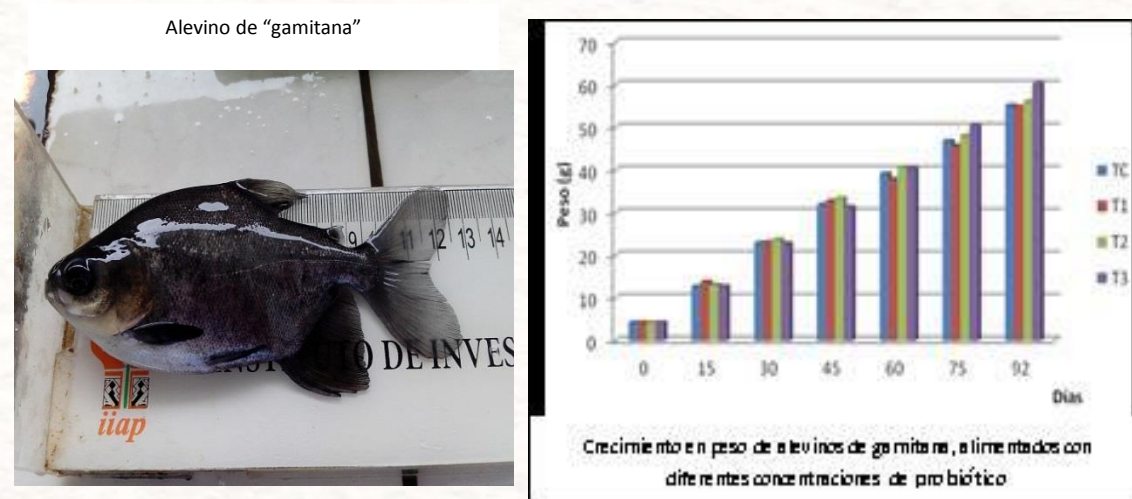 Alevino de “gamitana”
9 11 12 13 14
INSTITUTO DE INVES
iiap
70
60
50
40
30
20
10
0
Peso (g)
0 15 30 45 60 75 92
Días
TC
T1
T2
T3
Crecimiento en peso de alevinos de gamitana, alimentados con
diferentes concentraciones de probiótico